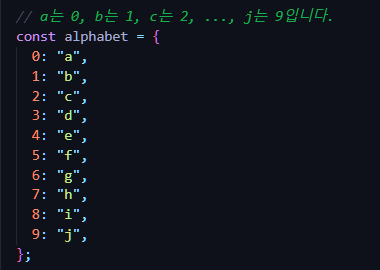 // a는 0, b는 1, c는 2, ..., j는 9입니다.
const alphabet = {
  0: "a",
  1: "b",
  2: "c",
  3: "d",
  4: "e",
  5: "f",
  6: "g",
  7: "h",
  8: "i",
  9: "j",
};